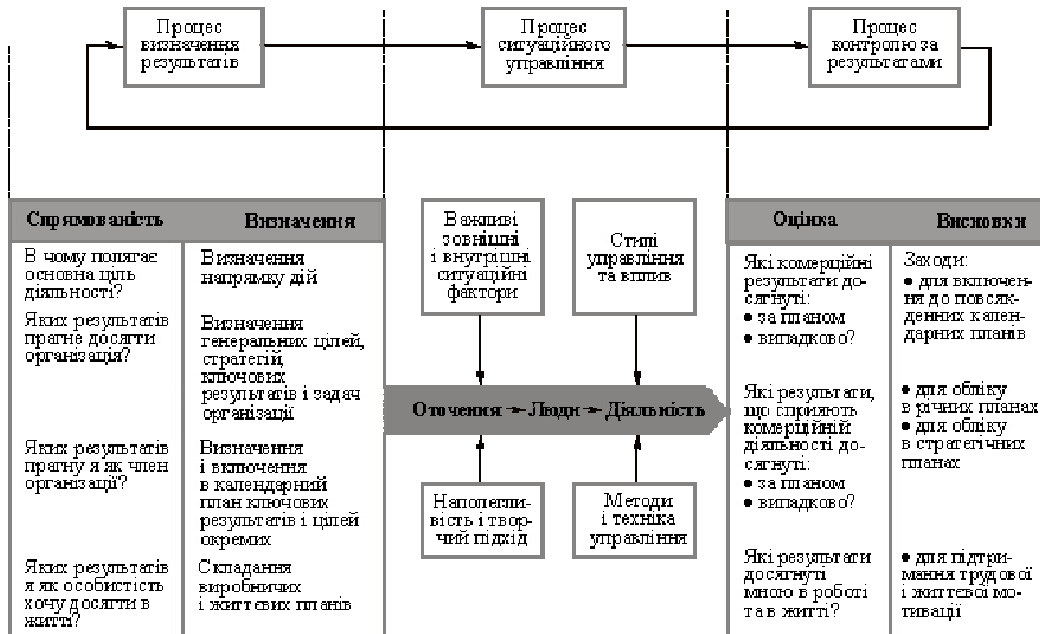 Процес
визначення
результатів
Процес
ситуаційного
управління
Процес
контролю за
результатами
Спрямованість
В чому полягає
основна ціль
діяльності?
Яких результатів
прагне досягти
організація?
Яких результатів
прагну я як член
організації?
Яких результатів
я як особистість
хочу досягти в
житті?
Визначення
Визначення
напрямку дій
Визначення
генеральних цілей,
стратегій,
ключових
результатів і задач
організації
Визначення
і включення
в календарний
план ключових
результатів і цілей
окремих
Складання
виробничих
і життєвих планів
Важливі
зовнішні
і внутрішні
ситуаційні
фактори
Стилі
управління
та вплив
Оточення ➛ Люди ➛ Діяльність
Наполегли-
вість і твор-
чий підхід
Методи
і техніка
управління
Оцінка
Які комерційні
результати до-
сягнуті:
● за планом
● випадково?
Які результати,
що сприяють
комерційній
діяльності до-
сягнуті:
● за планом
● випадково?
Які результати
досягнуті
мною в роботі
та в житті?
Висновки
Заходи:
● для включен-
ня до повсяк-
денних кален-
дарних планів
● для обліку
в річних планах
● для обліку
в стратегічних
планах
● для підтри-
мання трудової
і життєвої мо-
тивації